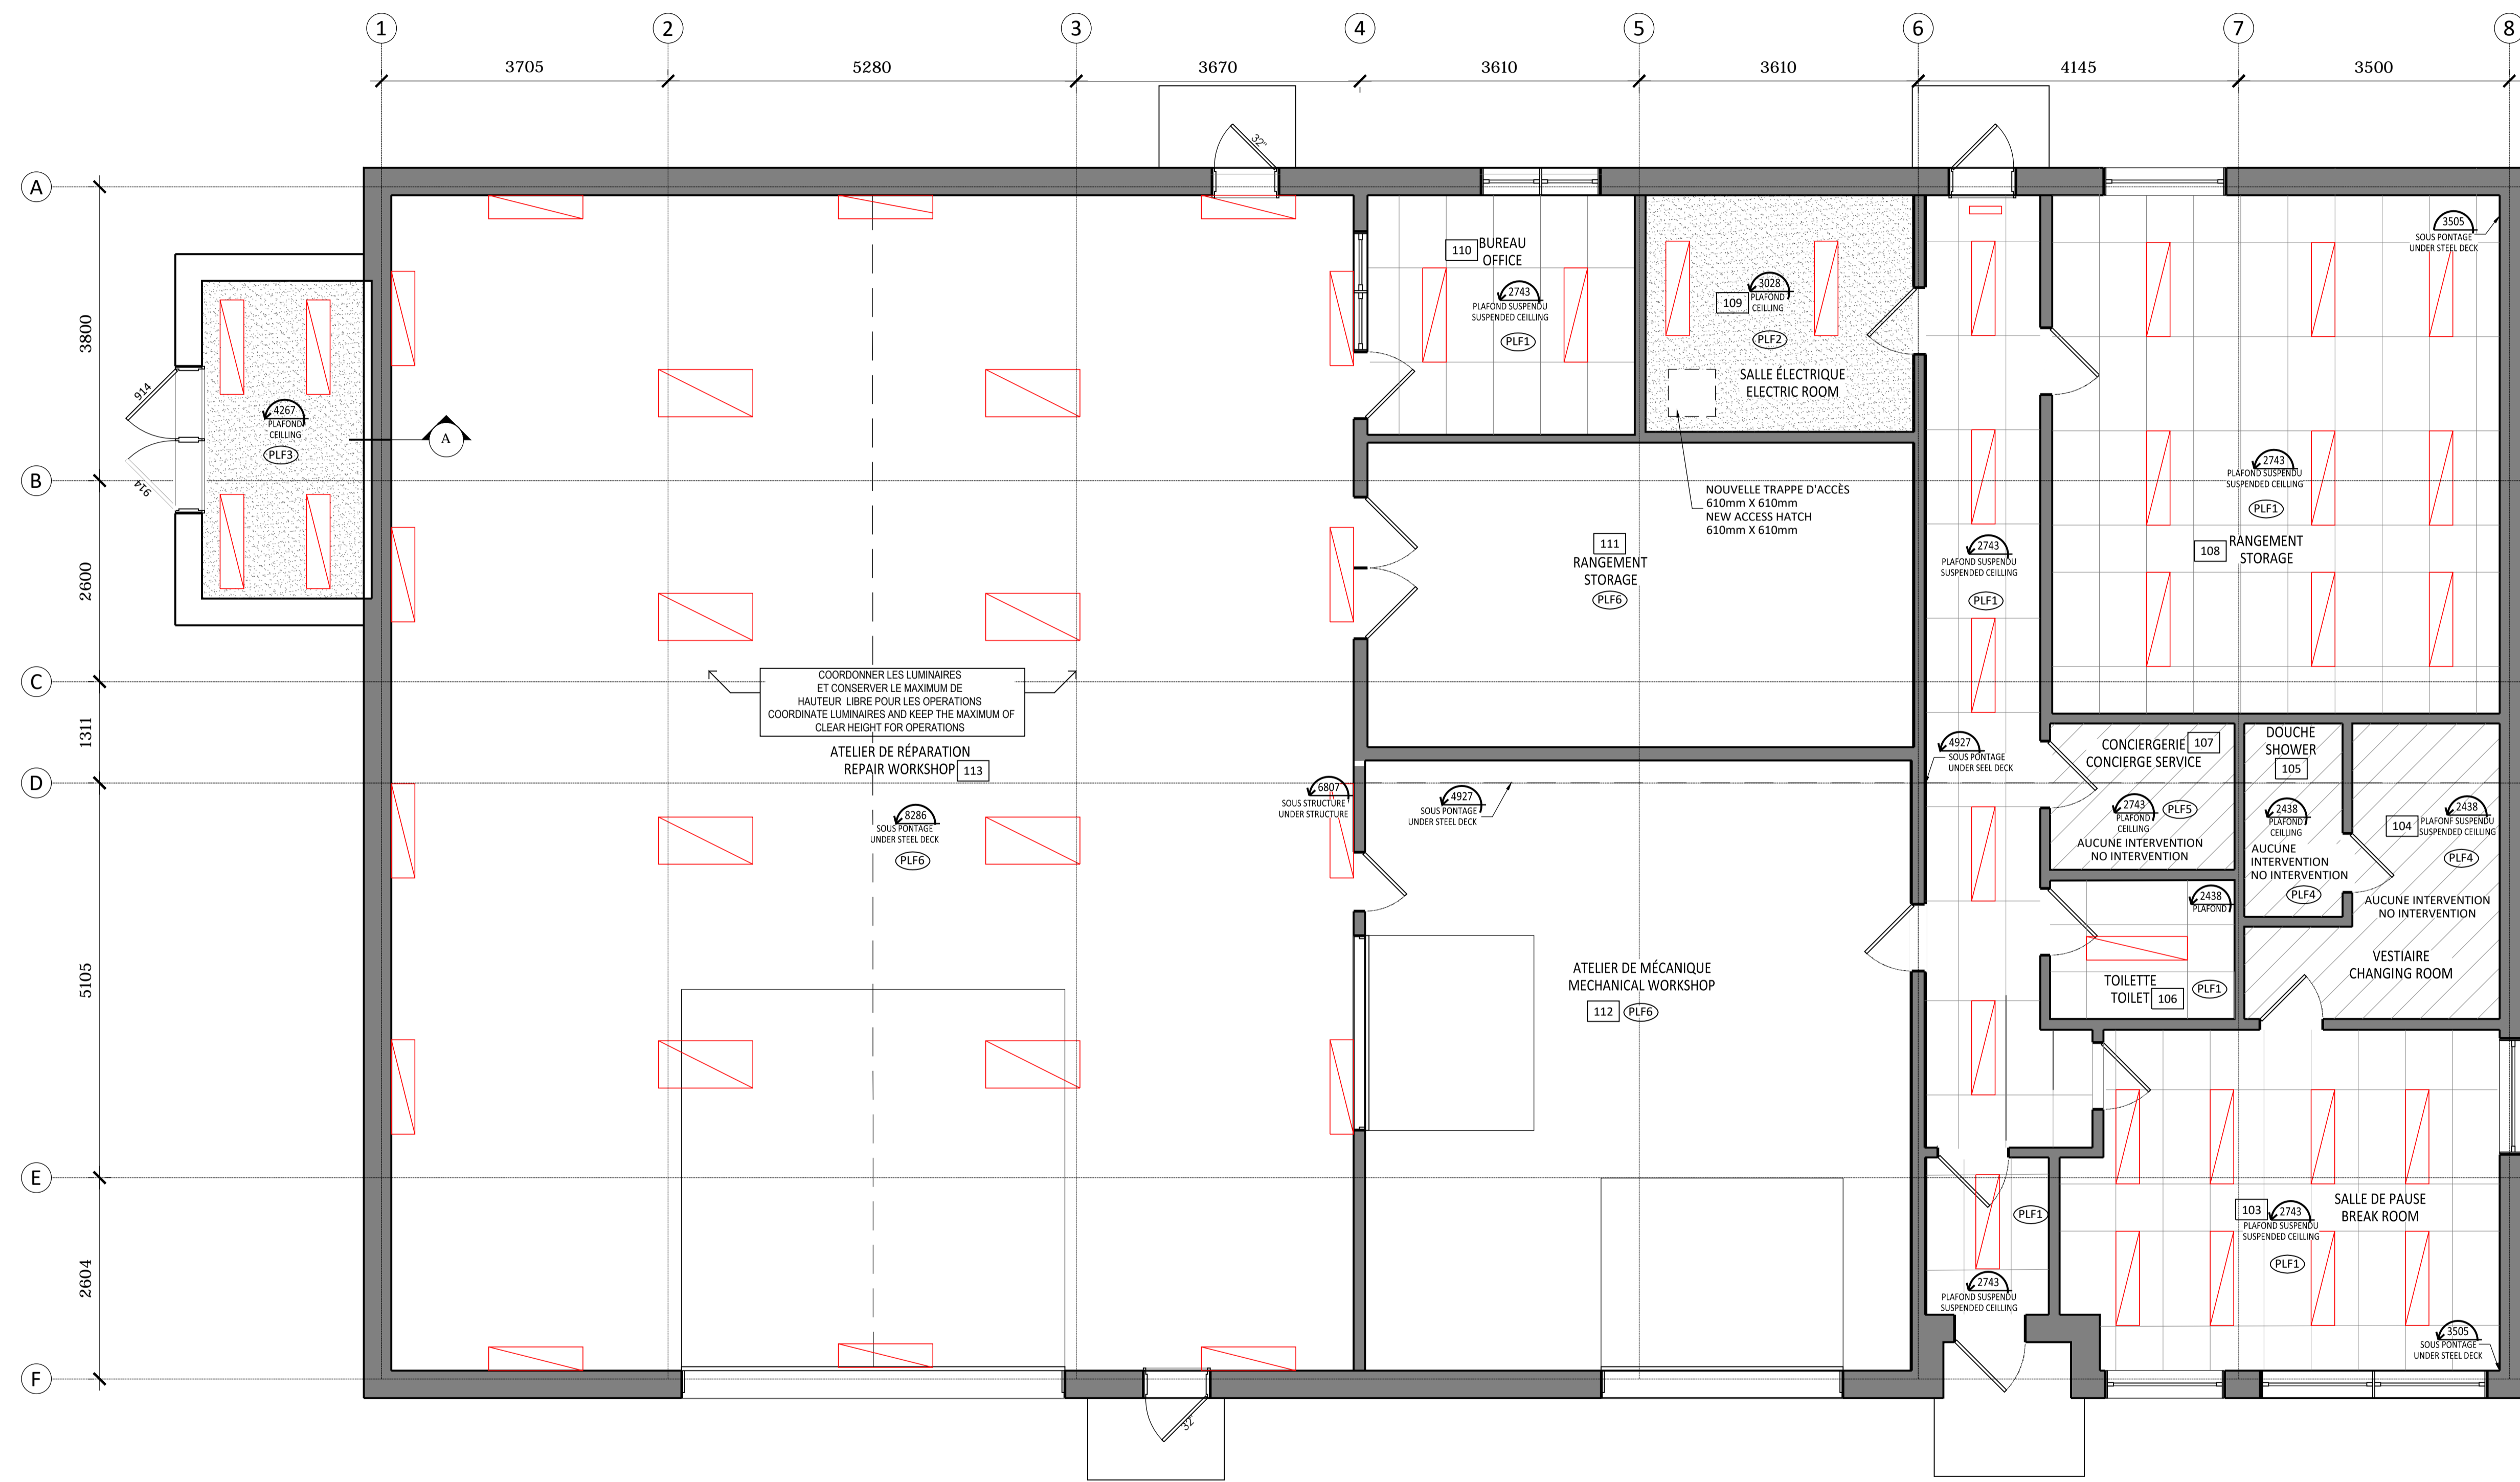 1
2
3
4
5
6
7
8
3705
5280
3670
3610
3610
4145
3500
A
B
C
D
E
F
3800
2600
1311
5105
2604
32"
914
914
4267
PLAFOND
CEILLING
PLF3
A
110
BUREAU
OFFICE
2743
PLAFOND SUSPENDU
SUSPENDED CEILLING
PLF1
109
3028
PLAFOND
CEILLING
PLF2
SALLE ÉLECTRIQUE
ELECTRIC ROOM
3505
SOUS PONTAGE
UNDER STEEL DECK
NOUVELLE TRAPPE D'ACCÈS
610mm X 610mm
NEW ACCESS HATCH
610mm X 610mm
111
RANGEMENT
STORAGE
PLF6
2743
PLAFOND SUSPENDU
SUSPENDED CEILLING
PLF1
2743
PLAFOND SUSPENDU
SUSPENDED CEILLING
PLF1
108
RANGEMENT
STORAGE
COORDONNER LES LUMINAIRES
ET CONSERVER LE MAXIMUM DE
HAUTEUR LIBRE POUR LES OPERATIONS
COORDINATE LUMINAIRES AND KEEP THE MAXIMUM OF
CLEAR HEIGHT FOR OPERATIONS
ATELIER DE RÉPARATION
REPAIR WORKSHOP
113
8286
SOUS PONTAGE
UNDER STEEL DECK
PLF6
6807
SOUS STRUCTURE
UNDER STRUCTURE
4927
SOUS PONTAGE
UNDER STEEL DECK
4927
SOUS PONTAGE
UNDER SEEL DECK
CONCIERGERIE
107
CONCIERGE SERVICE
2743
PLAFOND
CEILLING
PLF5
AUCUNE INTERVENTION
NO INTERVENTION
DOUCHE
SHOWER
105
2438
PLAFOND
CEILLING
AUCUNE
INTERVENTION
NO INTERVENTION
PLF4
104
2438
PLAFONF SUSPENDU
SUSPENDED CEILLING
PLF4
AUCUNE INTERVENTION
NO INTERVENTION
VESTIAIRE
CHANGING ROOM
2438
PLAFOND
TOILETTE
TOILET
106
PLF1
ATELIER DE MÉCANIQUE
MECHANICAL WORKSHOP
112
PLF6
PLF1
2743
PLAFOND SUSPENDU
SUSPENDED CEILLING
SALLE DE PAUSE
BREAK ROOM
103
2743
PLAFOND SUSPENDU
SUSPENDED CEILLING
PLF1
3505
SOUS PONTAGE
UNDER STEEL DECK
32"